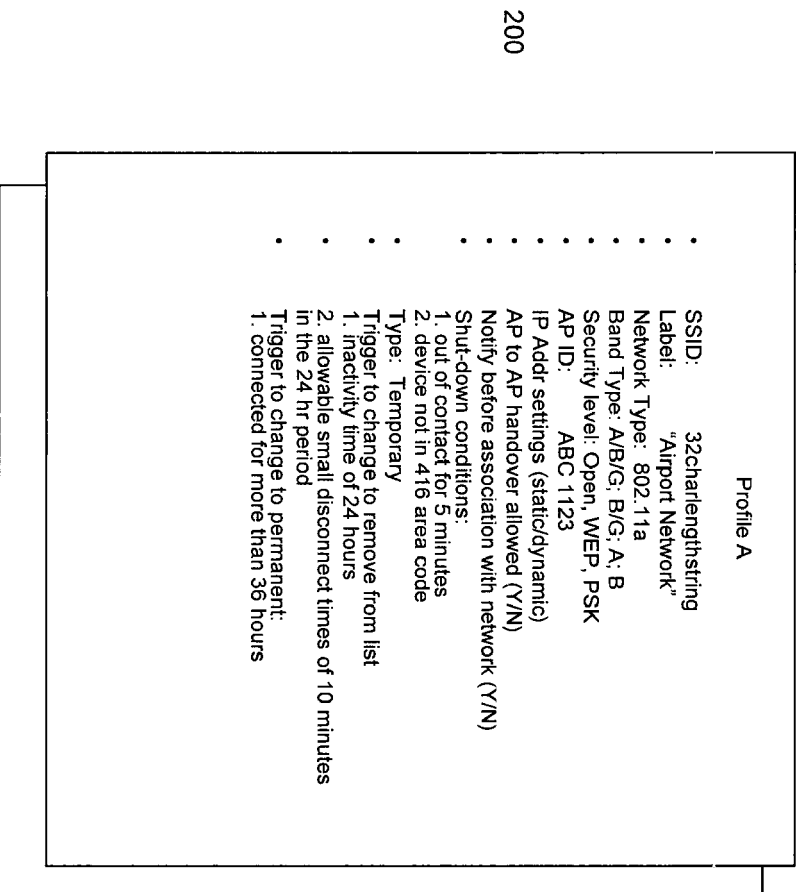 200
Profile A
• SSID: 32charlengthstring
• Label: "Airport Network"
• Network Type: 802.11a
• Band Type: A/B/G; B/G; A; B
• Security level: Open, WEP, PSK
• AP ID: ABC 1123
• IP Addr settings (static/dynamic)
• AP to AP handover allowed (Y/N)
• Notify before association with network (Y/N)
• Shut-down conditions:
1. out of contact for 5 minutes
2. device not in 416 area code
• Type: Temporary
• Trigger to change to remove from list
1. inactivity time of 24 hours
• 2. allowable small disconnect times of 10 minutes
in the 24 hr period
• Trigger to change to permanent:
1. connected for more than 36 hours